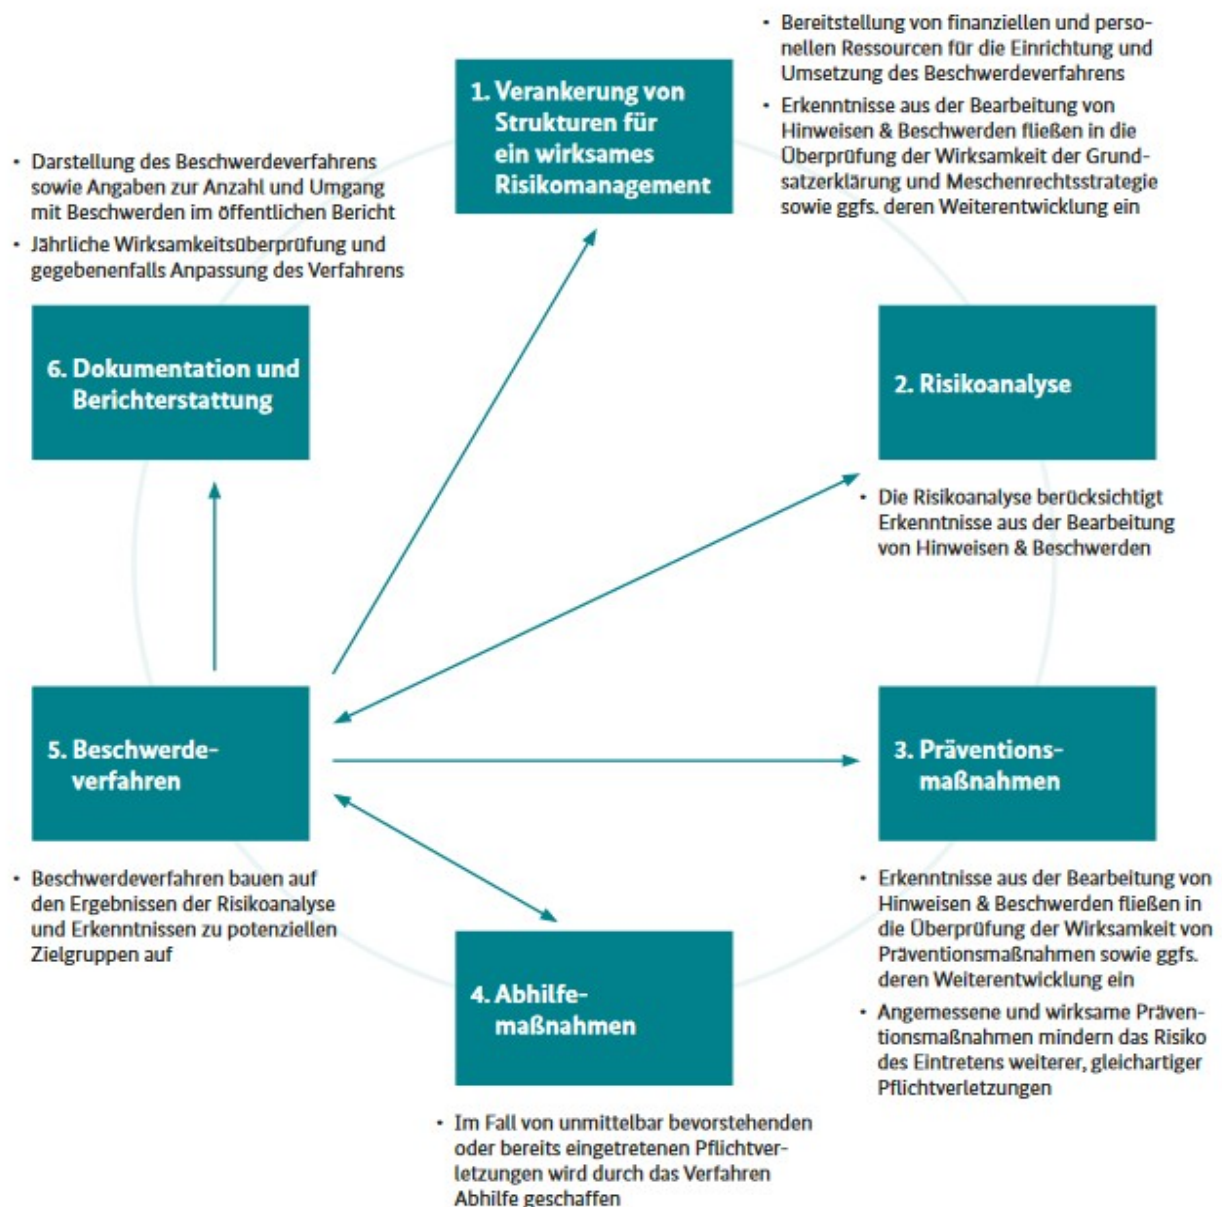 1. Verankerung von
Strukturen für
ein wirksames
Risikomanagement
• Bereitstellung von finanziellen und perso-
nellen Ressourcen für die Einrichtung und
Umsetzung des Beschwerdeverfahrens
• Erkenntnisse aus der Bearbeitung von
Hinweisen & Beschwerden fließen in die
Überprüfung der Wirksamkeit der Grund-
satzerklärung und Meschenrechtsstrategie
sowie ggfs. deren Weiterentwicklung ein
2. Risikoanalyse
• Die Risikoanalyse berücksichtigt
Erkenntnisse aus der Bearbeitung
von Hinweisen & Beschwerden
3. Präventions-
maßnahmen
• Erkenntnisse aus der Bearbeitung von
Hinweisen & Beschwerden fließen in
die Überprüfung der Wirksamkeit von
Präventionsmaßnahmen sowie ggfs.
deren Weiterentwicklung ein
• Angemessene und wirksame Präven-
tionsmaßnahmen mindern das Risiko
des Eintretens weiterer, gleichartiger
Pflichtverletzungen
4. Abhilfe-
maßnahmen
• Im Fall von unmittelbar bevorstehenden
oder bereits eingetretenen Pflichtver-
letzungen wird durch das Verfahren
Abhilfe geschaffen
5. Beschwerde-
verfahren
• Beschwerdeverfahren bauen auf
den Ergebnissen der Risikoanalyse
und Erkenntnissen zu potenziellen
Zielgruppen auf
• Darstellung des Beschwerdeverfahrens
sowie Angaben zur Anzahl und Umgang
mit Beschwerden im öffentlichen Bericht
• Jährliche Wirksamkeitsüberprüfung und
gegebenenfalls Anpassung des Verfahrens
6. Dokumentation und
Berichterstattung